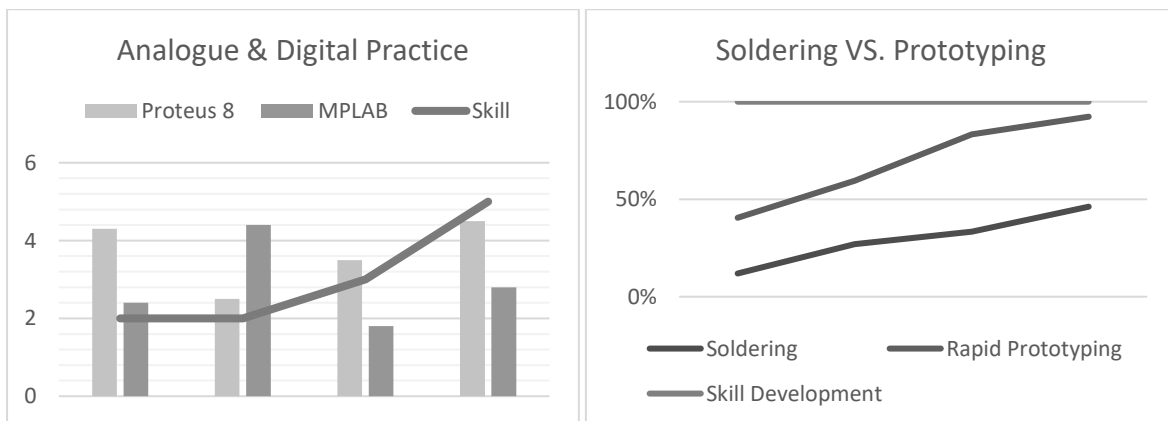 Analogue & Digital Practice
Proteus 8 MPLAB Skill
6
4
2
0
Soldering VS. Prototyping
100%
50%
0%
Soldering Rapid Prototyping
Skill Development